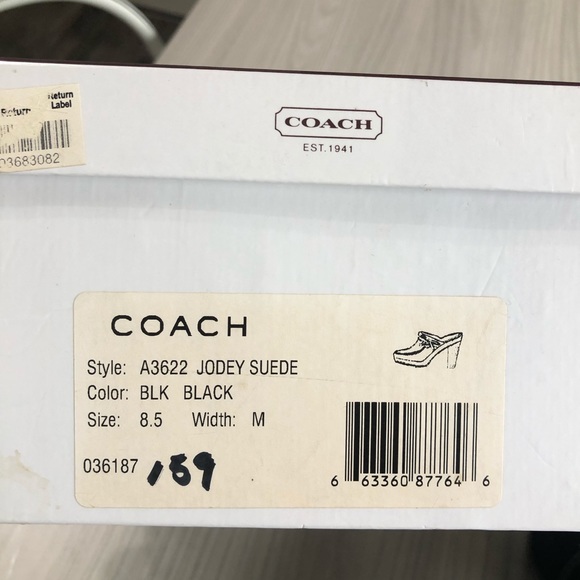 Return
Label
Return
03683082
COACH
EST. 1941
COACH
Style: A3622 JODEY SUEDE
Color: BLK BLACK
Size: 8.5 Width: M
036187 159
6 63360 87764 6